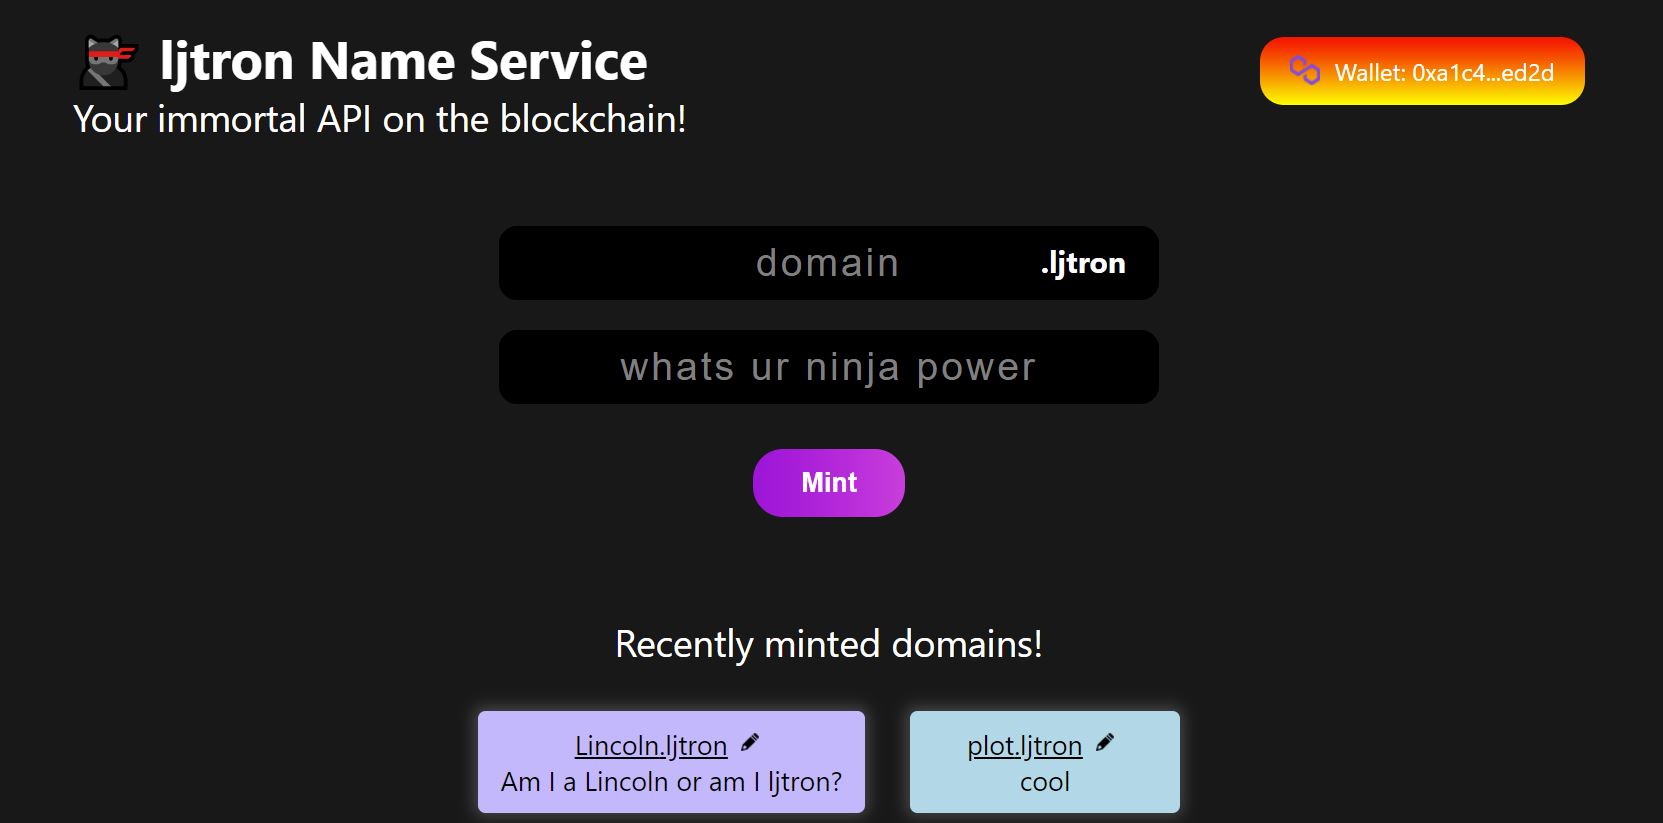 ljtron Name Service
Your immortal API on the blockchain!
Wallet: 0xa1c4...ed2d
domain
.ljtron
whats ur ninja power
Mint
Recently minted domains!
Lincoln.ljtron
Am I a Lincoln or am I ljtron?
plot.ljtron
cool